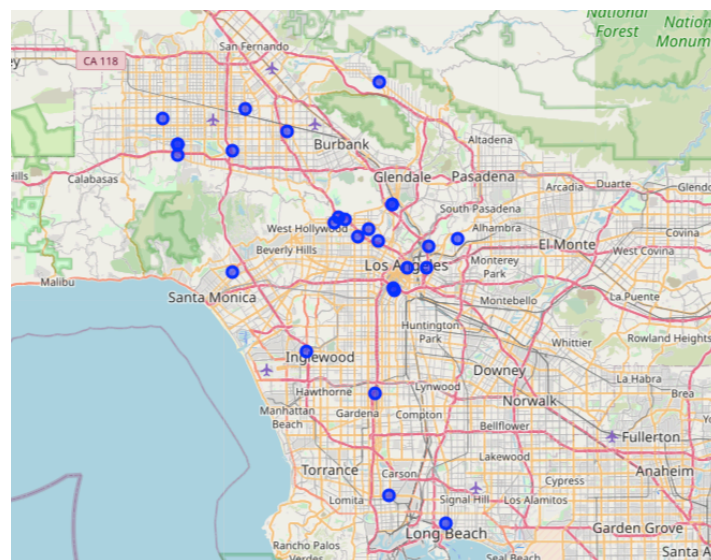 National
Forest
Nation
Monum
San Fernando
CA 118
Burbank
Altadena
Glendale
Pasadena
Arcadia
Duarte
Glendo
Hills
Calabasas
South Pasadena
West Hollywood
Alhambra
Covina
Beverly Hills
El Monte
West Covina
Los Angeles
Monterey
Park
Malibu
Santa Monica
La Puente
Montebello
Huntington
Park
Whittier
Rowland Heights
Inglewood
Downey
La Habra
Hawthorne
Lynwood
Brea
Norwalk
Manhattan
Beach
Gardena
Compton
Bellflower
Fullerton
Lakewood
Torrance
Carson
Cypress
Anaheim
Lomita
Signal Hill
Los Alamitos
Long Beach
Garden Grove
Rancho Palos
Verdes
Seal Beach
Santa A